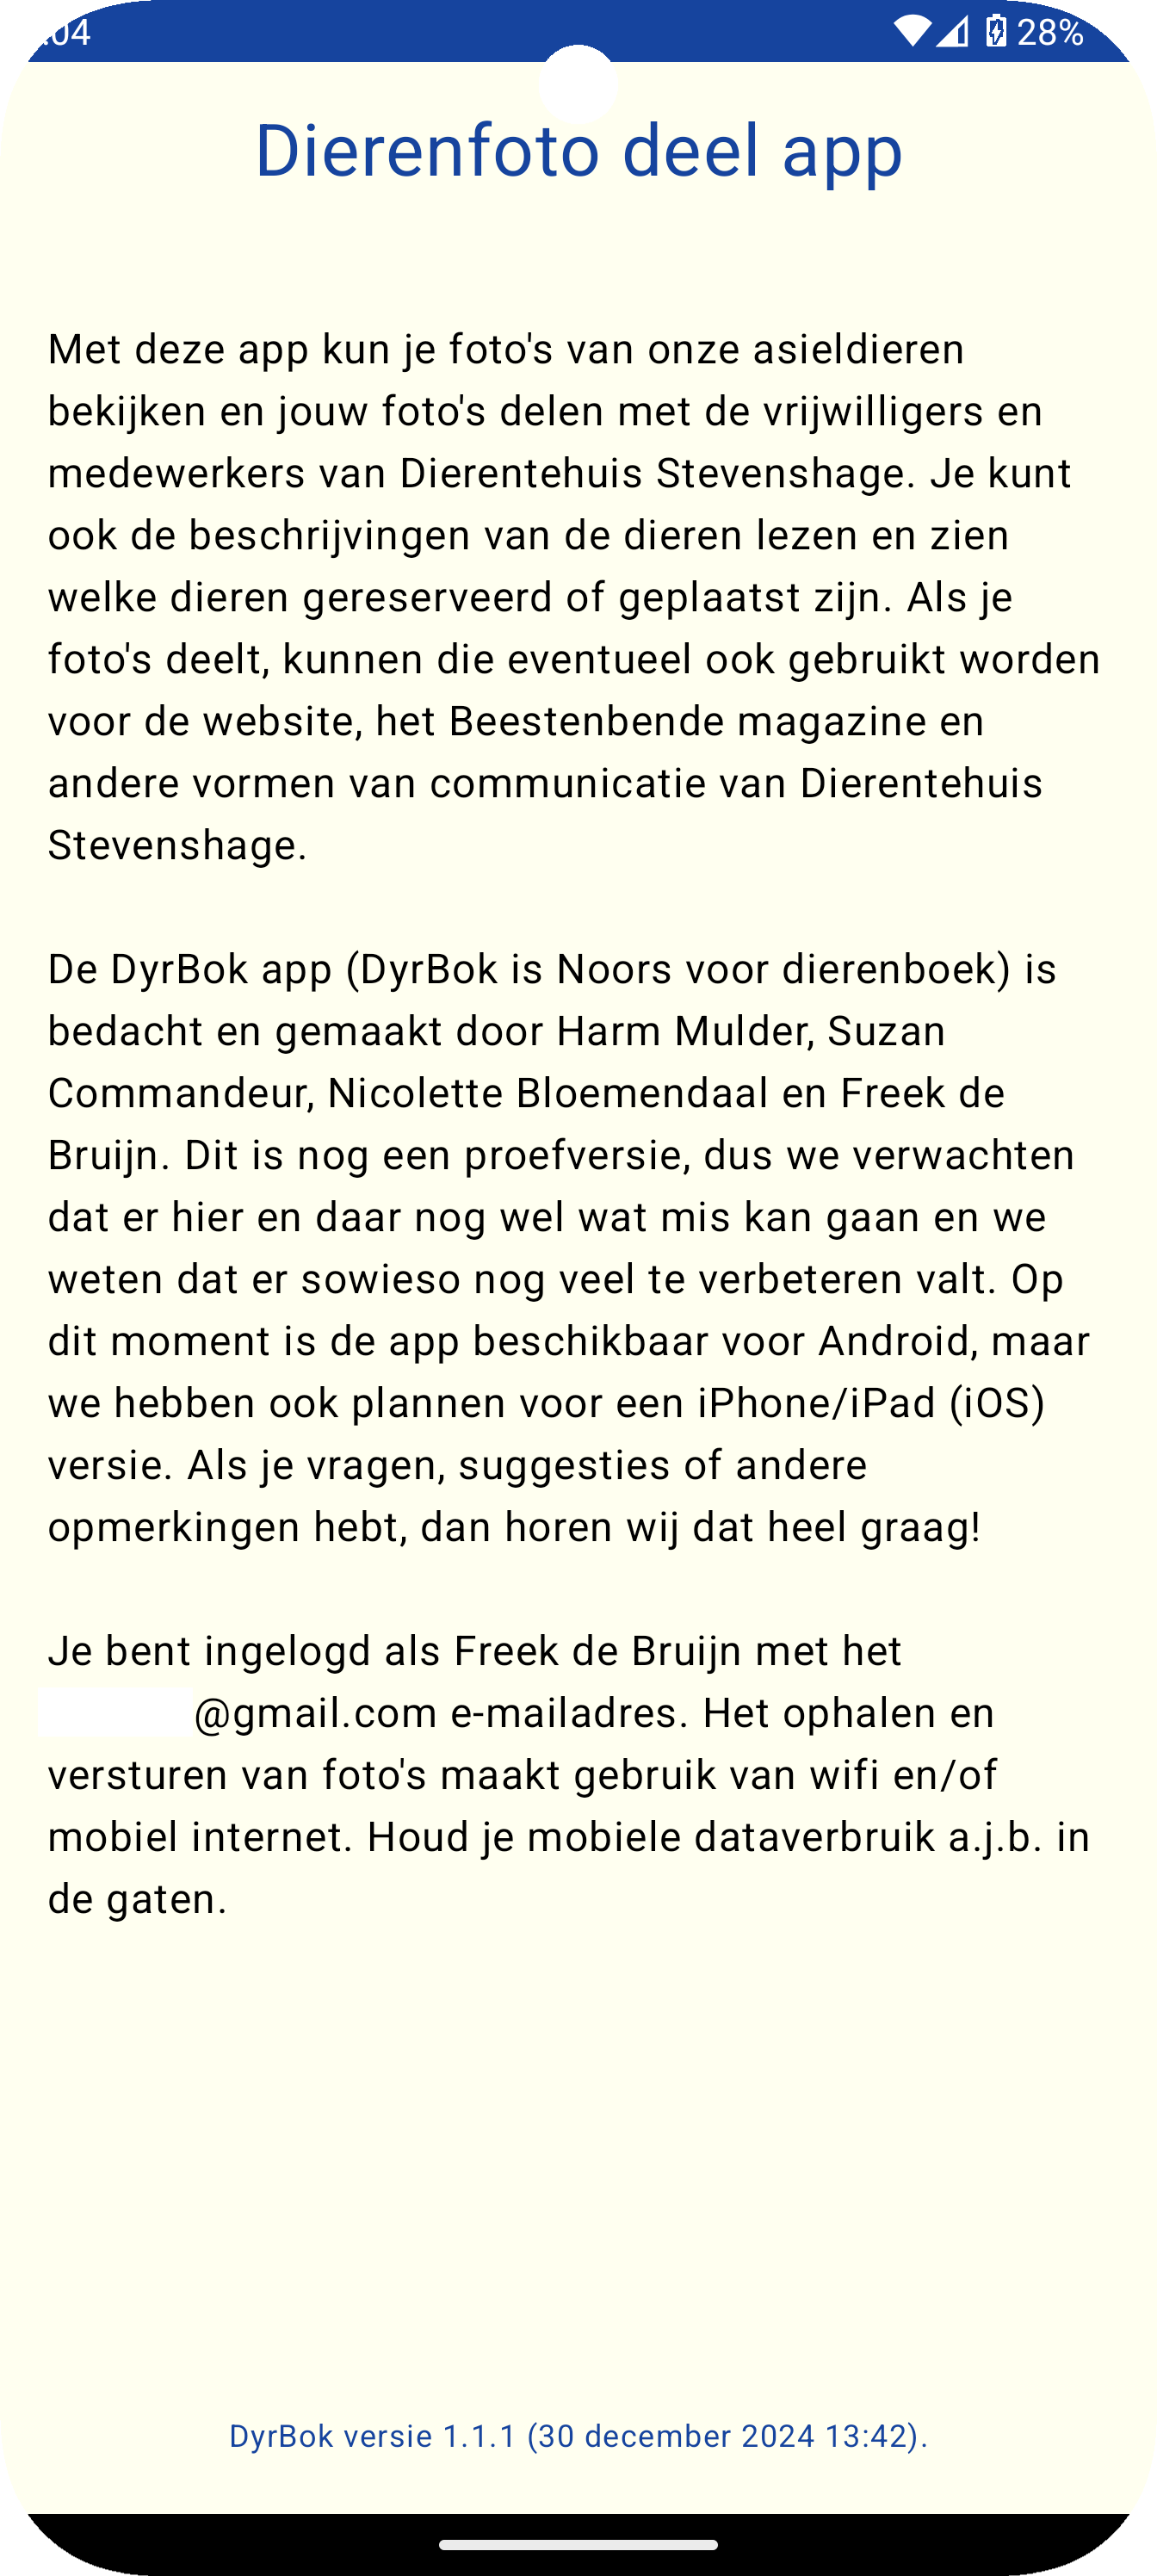 :04
28%
Dierenfoto deel app
Met deze app kun je foto's van onze asieldieren
bekijken en jouw foto's delen met de vrijwilligers en
medewerkers van Dierentehuis Stevenshage. Je kunt
ook de beschrijvingen van de dieren lezen en zien
welke dieren gereserveerd of geplaatst zijn. Als je
foto's deelt, kunnen die eventueel ook gebruikt worden
voor de website, het Beestenbende magazine en
andere vormen van communicatie van Dierentehuis
Stevenshage.
De DyrBok app (DyrBok is Noors voor dierenboek) is
bedacht en gemaakt door Harm Mulder, Suzan
Commandeur, Nicolette Bloemendaal en Freek de
Bruijn. Dit is nog een proefversie, dus we verwachten
dat er hier en daar nog wel wat mis kan gaan en we
weten dat er sowieso nog veel te verbeteren valt. Op
dit moment is de app beschikbaar voor Android, maar
we hebben ook plannen voor een iPhone/iPad (iOS)
versie. Als je vragen, suggesties of andere
opmerkingen hebt, dan horen wij dat heel graag!
Je bent ingelogd als Freek de Bruijn met het
@gmail.com e-mailadres. Het ophalen en
versturen van foto's maakt gebruik van wifi en/of
mobiel internet. Houd je mobiele dataverbruik a.j.b. in
de gaten.
DyrBok versie 1.1.1 (30 december 2024 13:42).